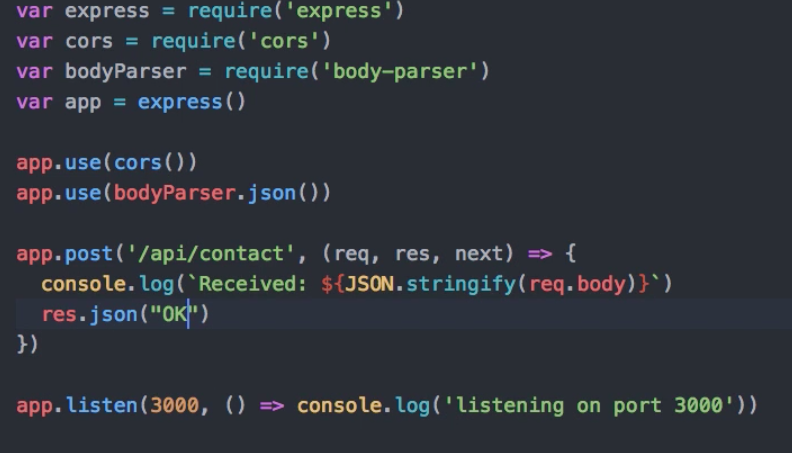 var express = require('express')
var cors = require('cors')
var bodyParser = require('body-parser')
var app = express()
app.use(cors())
app.use(bodyParser.json())
app.post('/api/contact', (req, res, next) => {
  console.log(`Received: ${JSON.stringify(req.body)}`)
  res.json("OK")
})
app.listen(3000, () => console.log('listening on port 3000'))